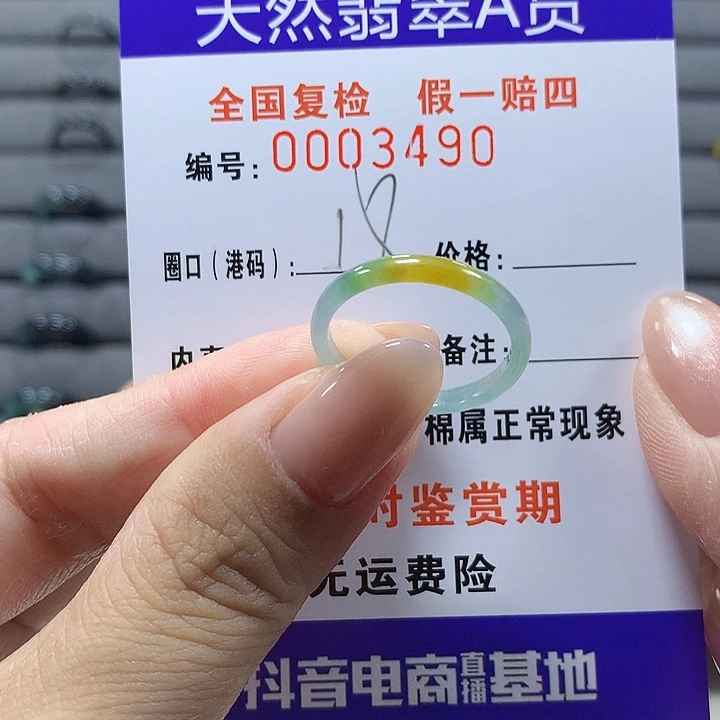 天然翡翠A货
全国复检 假一赔四
编号: 0003490
圈口(港码): 18 价格:
备注:
棉属正常现象
时鉴赏期
无运费险
抖音电商直播基地